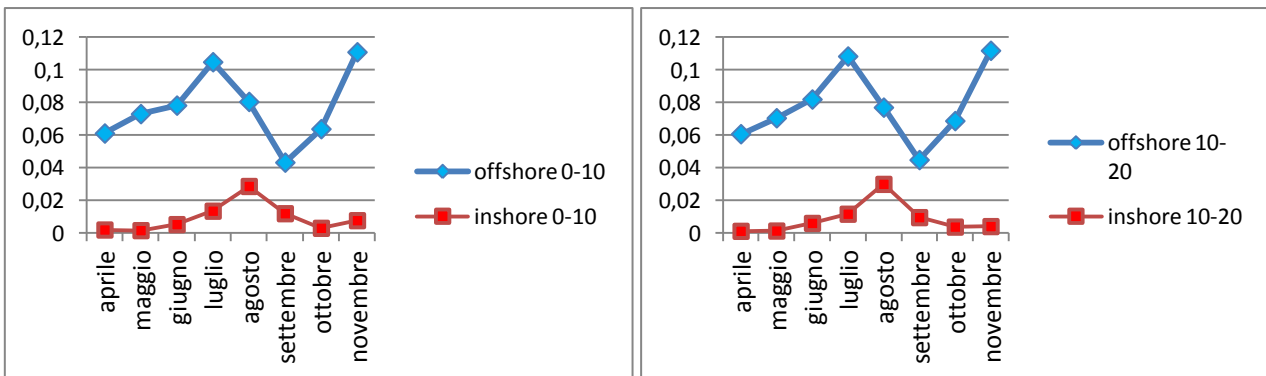 0,12
0,1
0,08
0,06
0,04
0,02
0
aprile
maggio
giugno
luglio
agosto
settembre
ottobre
novembre
offshore 0-10
inshore 0-10
0,12
0,1
0,08
0,06
0,04
0,02
0
aprile
maggio
giugno
luglio
agosto
settembre
ottobre
novembre
offshore 10-
20
inshore 10-20